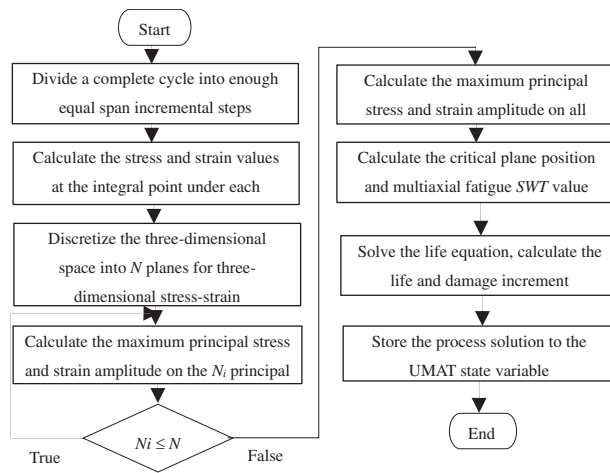 Start
Divide a complete cycle into enough
equal span incremental steps
Calculate the stress and strain values
at the integral point under each
Discretize the three-dimensional
space into N planes for three-
dimensional stress-strain
Calculate the maximum principal stress
and strain amplitude on the Ni principal
Ni ≤ N
True
False
Calculate the maximum principal
stress and strain amplitude on all
Calculate the critical plane position
and multiaxial fatigue SWT value
Solve the life equation, calculate the
life and damage increment
Store the process solution to the
UMAT state variable
End